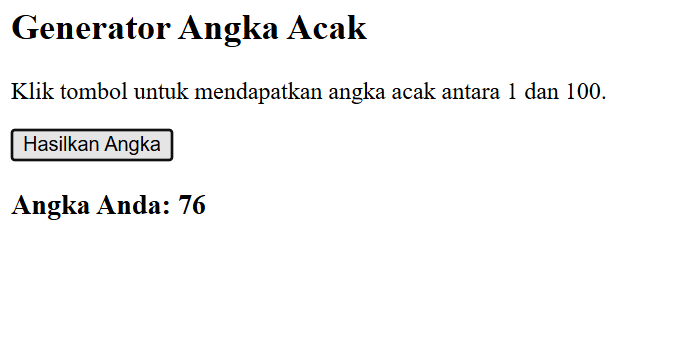 Generator Angka Acak
Klik tombol untuk mendapatkan angka acak antara 1 dan 100.
Hasilkan Angka
Angka Anda: 76